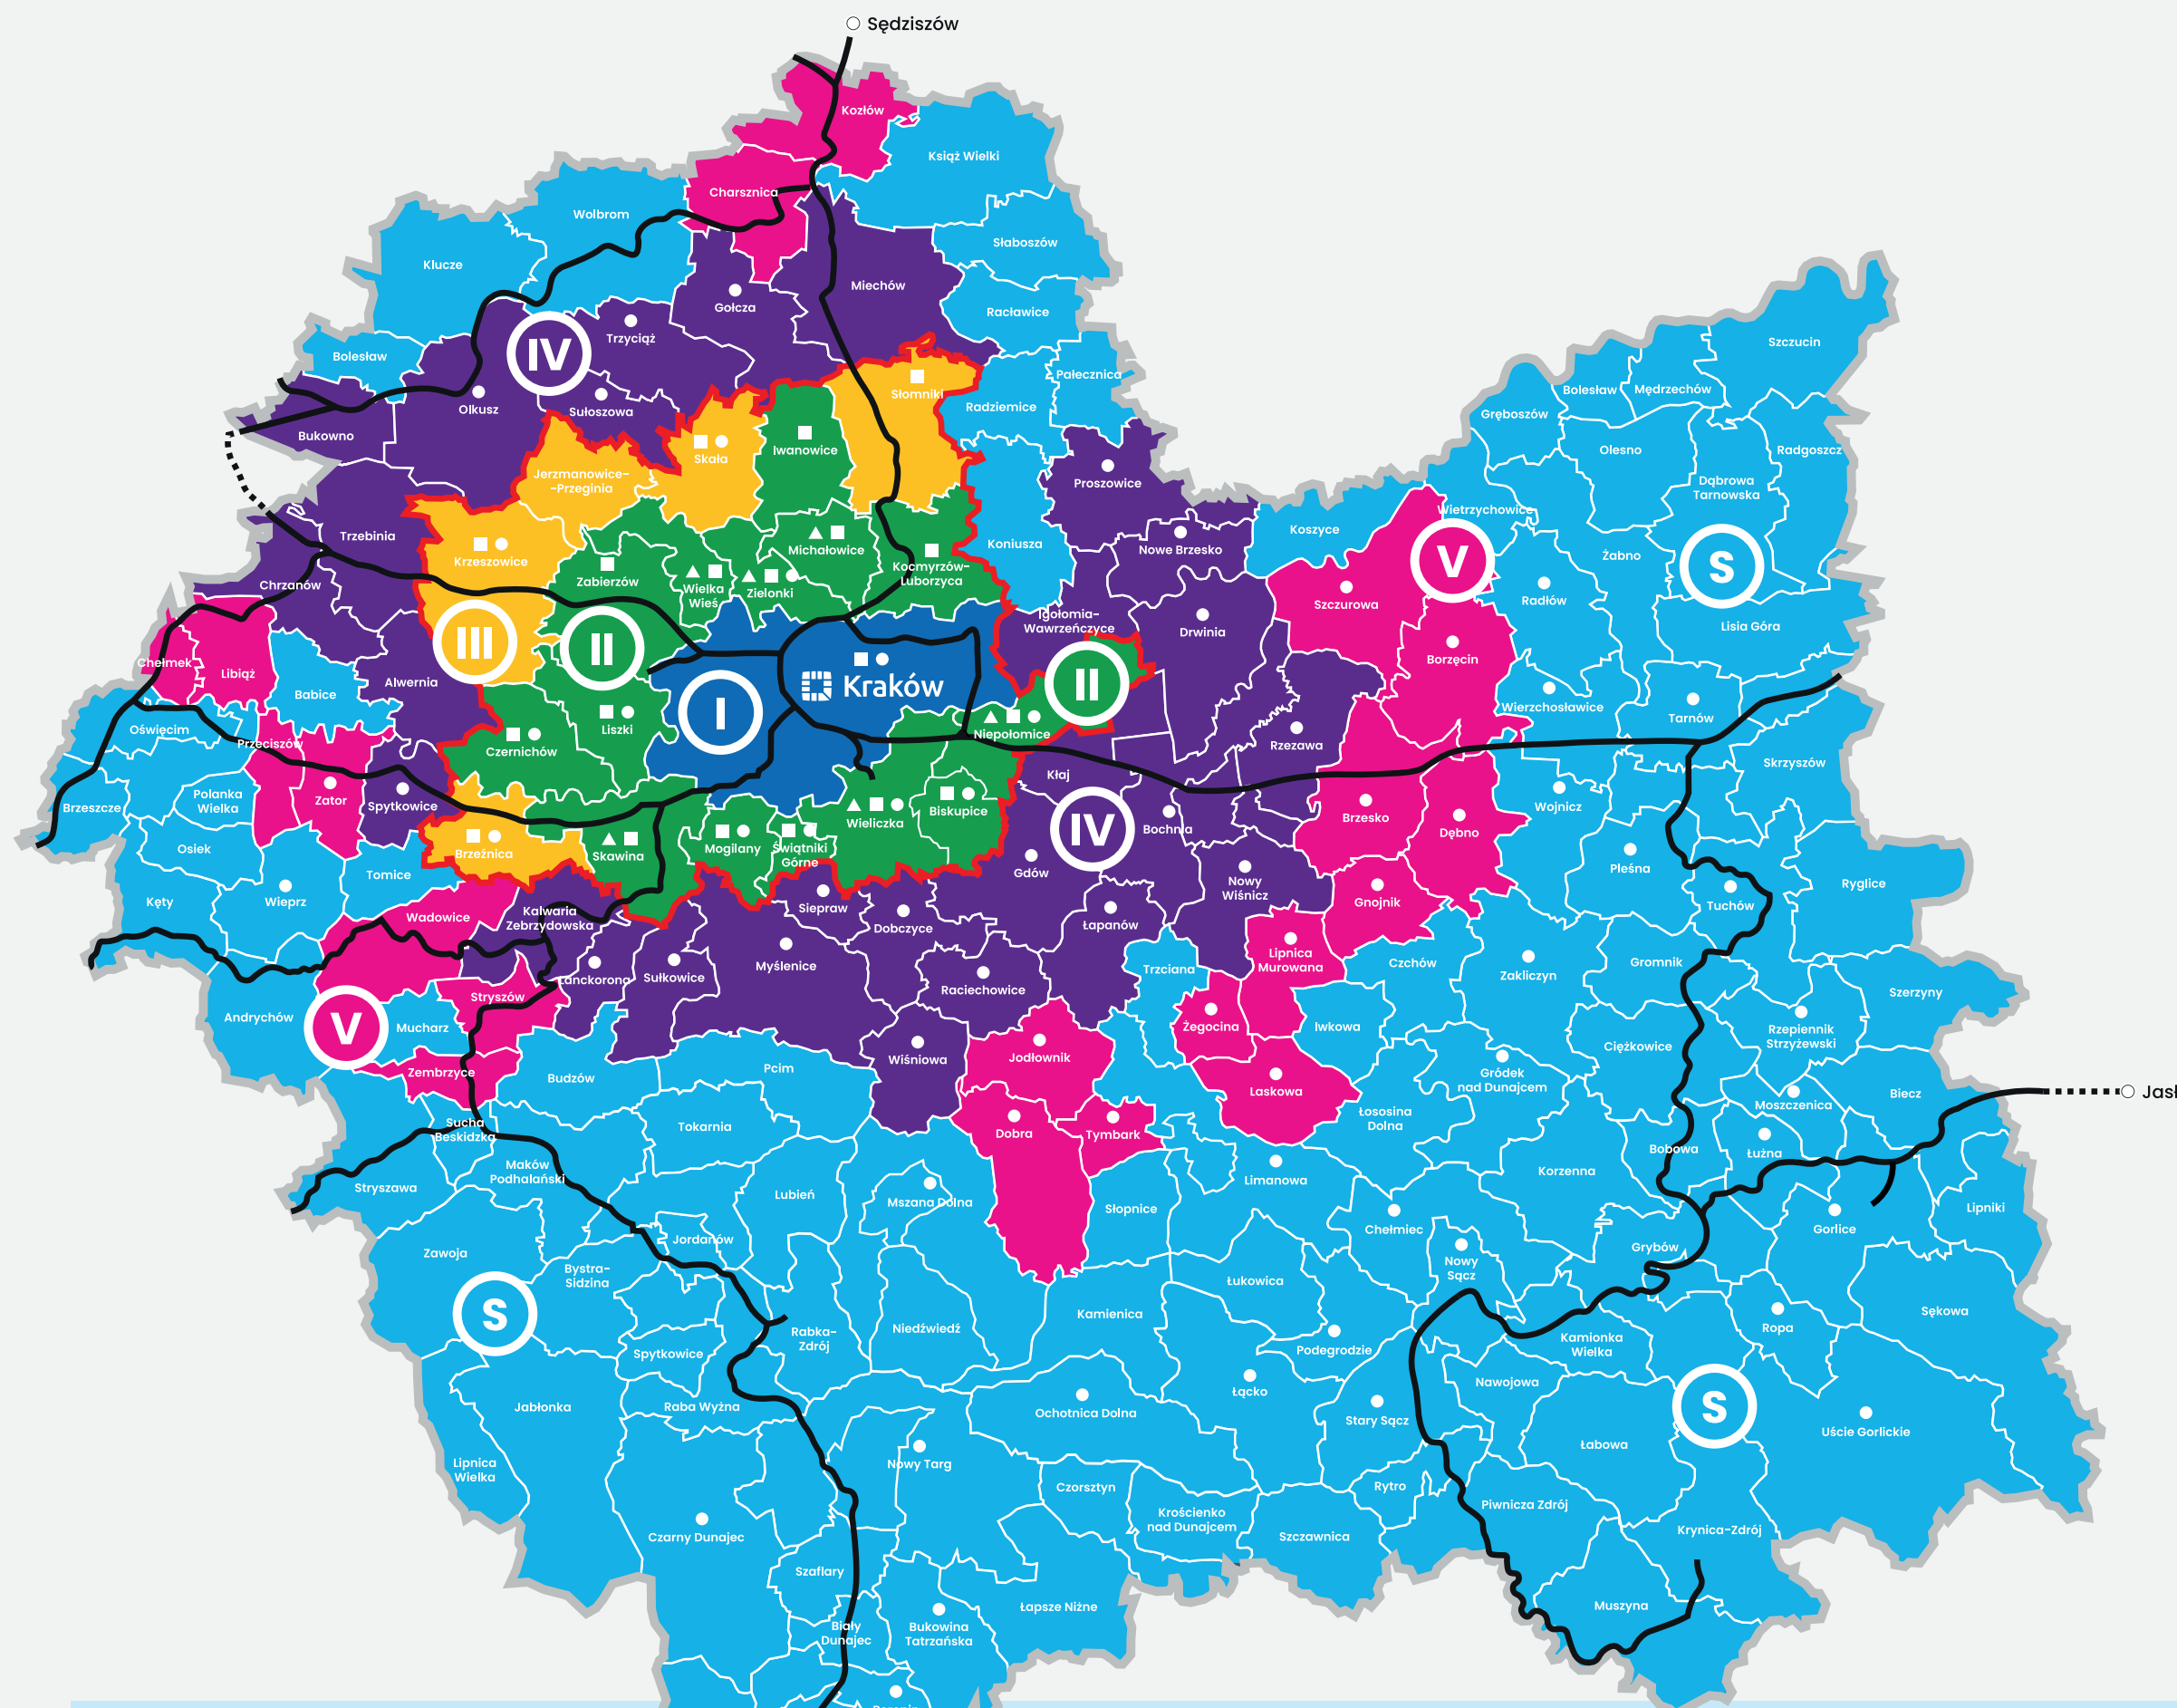 Sędziszów
Kozłów
Książ Wielki
Charsznica
Wolbrom
Słaboszów
Klucze
Miechów
Gołcza
Racławice
Trzyciąż
Szczucin
IV
Bolesław
Pałecznica
Słomniki
Bolesław
Mędrzechów
Olkusz
Sułoszowa
Radziemice
Gręboszów
Bukowno
Iwanowice
Skała
Olesno
Radgoszcz
Jerzmanowice-
-Przeginia
Proszowice
Dąbrowa
Tarnowska
Wietrzychowice
Koszyce
Trzebinia
Koniusza
Michałowice
Nowe Brzesko
Krzeszowice
Żabno
V
S
Kocmyrzów-
Luborzyca
Zabierzów
Chrzanów
Wielka
Wieś
Zielonki
Radłów
Szczurowa
Igołomia-
Wawrzeńczyce
Drwinia
Lisia Góra
III
II
Chełmek
Libiąż
Borzęcin
Alwernia
Kraków
II
Babice
I
Wierzchosławice
Tarnów
Oświęcim
Liszki
Niepołomice
Przeciszów
Czernichów
Rzezawa
Skrzyszów
Kłaj
Brzeszcze
Polanka
Wielka
Zator
Spytkowice
Biskupice
Wojnicz
Wieliczka
Bochnia
IV
Brzesko
Dębno
Osiek
Brzeźnica
Skawina
Mogilany
Świątniki
Górne
Gdów
Pleśna
Tomice
Nowy
Wiśnicz
Ryglice
Kęty
Wieprz
Wadowice
Kalwaria
Zebrzydowska
Siepraw
Dobczyce
Łapanów
Gnojnik
Tuchów
Lipnica
Murowana
Lanckorona
Sułkowice
Myślenice
Trzciana
Czchów
Zakliczyn
Gromnik
Raciechowice
Stryszów
Szerzyny
Andrychów
V
Mucharz
Żegocina
Iwkowa
Rzepiennik
Strzyżewski
Wiśniowa
Jodłownik
Ciężkowice
Zembrzyce
Budzów
Pcim
Gródek
nad Dunajcem
Laskowa
Biecz
Moszczenica
Łososina
Dolna
Sucha
Beskidzka
Tokarnia
Dobra
Tymbark
Bobowa
Łużna
Maków
Podhalański
Korzenna
Stryszawa
Limanowa
Lubień
Mszana Dolna
Słopnice
Lipniki
Chełmiec
Gorlice
Jordanów
Zawoja
Grybów
Nowy
Sącz
Bystra-
Sidzina
Łukowica
S
Kamienica
Sękowa
Niedźwiedź
Rabka-
Zdrój
Ropa
Kamionka
Wielka
Spytkowice
Podegrodzie
Nawojowa
Łącko
S
Jabłonka
Raba Wyżna
Ochotnica Dolna
Stary Sącz
Uście Gorlickie
Łabowa
Nowy Targ
Lipnica
Wielka
Czorsztyn
Rytro
Piwnicza Zdrój
Krościenko
nad Dunajcem
Krynica-Zdrój
Czarny Dunajec
Szczawnica
Szaflary
Łapsze Niżne
Muszyna
Biały
Dunajec
Bukowina
Tatrzańska